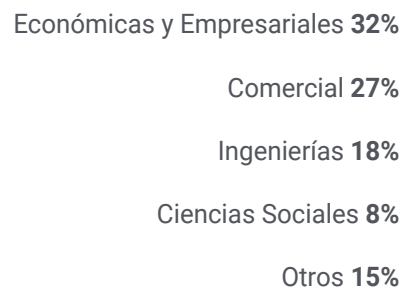 Económicas y Empresariales 32%
Comercial 27%
Ingenierías 18%
Ciencias Sociales 8%
Otros 15%